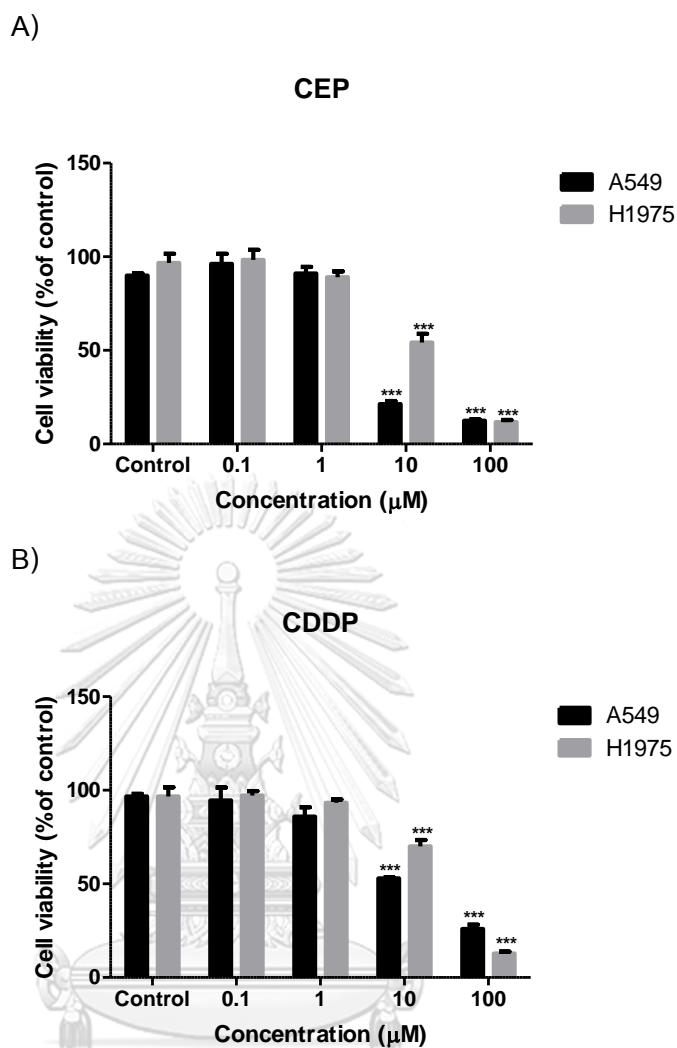 A)
CEP
150
100
50
0
Cell viability (%of control)
A549
H1975
***
***
*** ***
Control 0.1 1 10 100
Concentration (μM)
B)
CDDP
150
100
50
0
Cell viability (%of control)
A549
H1975
***
***
***
***
Control 0.1 1 10 100
Concentration (μM)